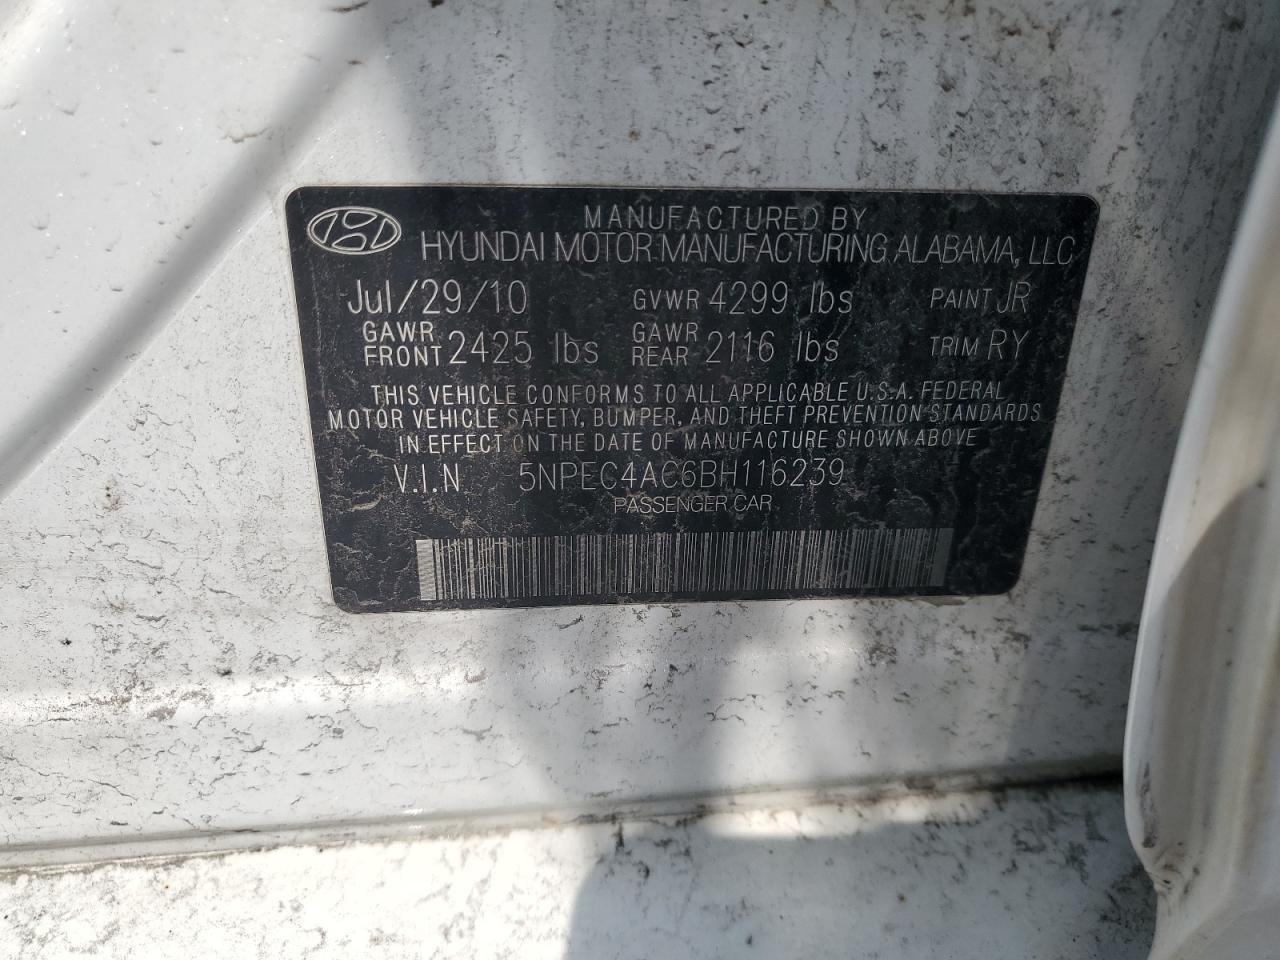 MANUFACTURED BY
HYUNDAI MOTOR MANUFACTURING ALABAMA, LLC
Jul/29/10 GVWR 4299 lbs PAINT JR
GAWR FRONT 2425 lbs GAWR REAR 2116 lbs TRIM RY
THIS VEHICLE CONFORMS TO ALL APPLICABLE U.S.A. FEDERAL
MOTOR VEHICLE SAFETY, BUMPER, AND THEFT PREVENTION STANDARDS
IN EFFECT ON THE DATE OF MANUFACTURE SHOWN ABOVE
V.I.N 5NPEC4AC6BH116239
PASSENGER CAR